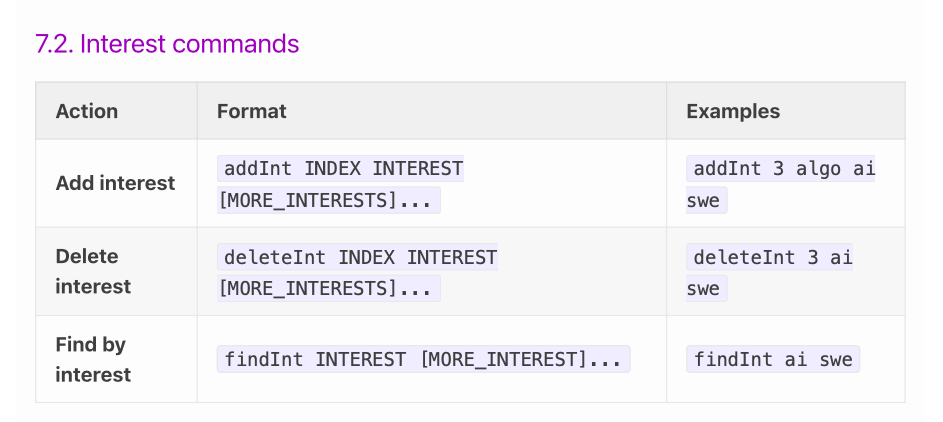 7.2. Interest commands
Action Format Examples
Add interest
addInt INDEX INTEREST
[MORE_INTERESTS]...
addInt 3 algo ai
swe
Delete
interest
deleteInt INDEX INTEREST
[MORE_INTERESTS]...
deleteInt 3 ai
swe
Find by
interest
findInt INTEREST [MORE_INTEREST]...
findInt ai swe